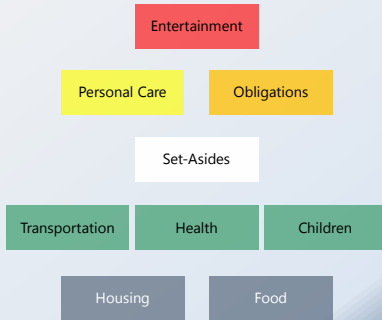 Entertainment
Personal Care
Obligations
Set-Asides
Transportation
Health
Children
Housing
Food